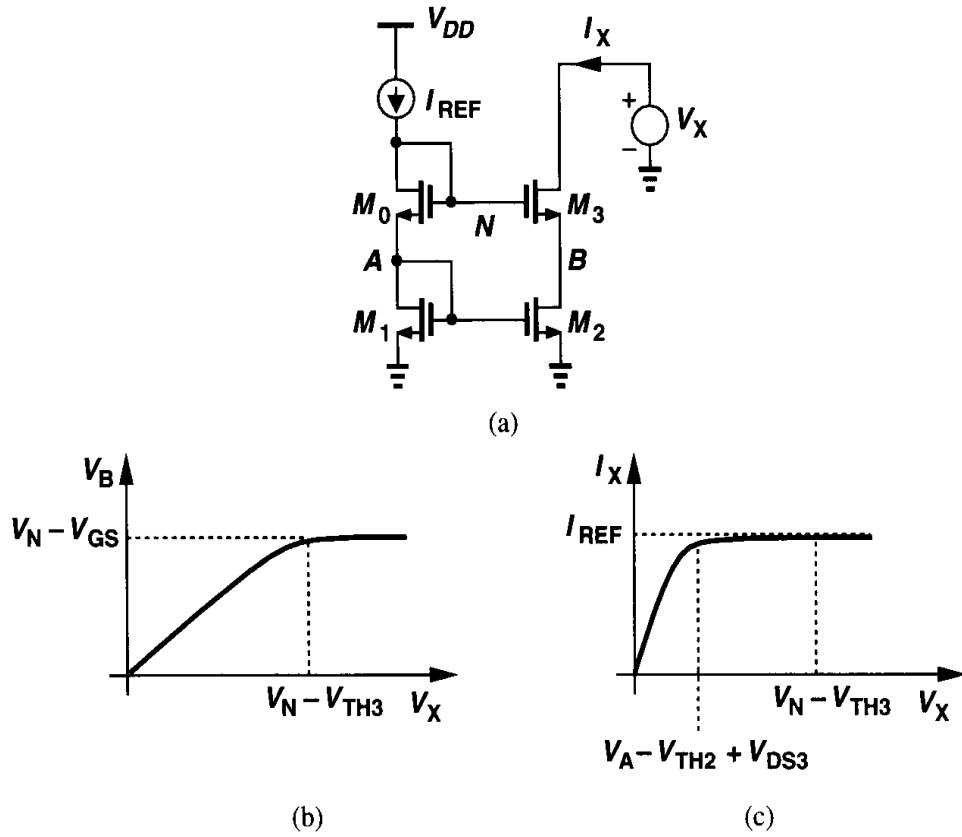 V_DD
I_X
I_REF
+
V_X
−
M_0
N
M_3
A
B
M_1
M_2
(a)
V_B
I_X
V_N − V_GS
I_REF
V_N − V_TH3
V_X
V_N − V_TH3
V_X
V_A − V_TH2 + V_DS3
(b)
(c)